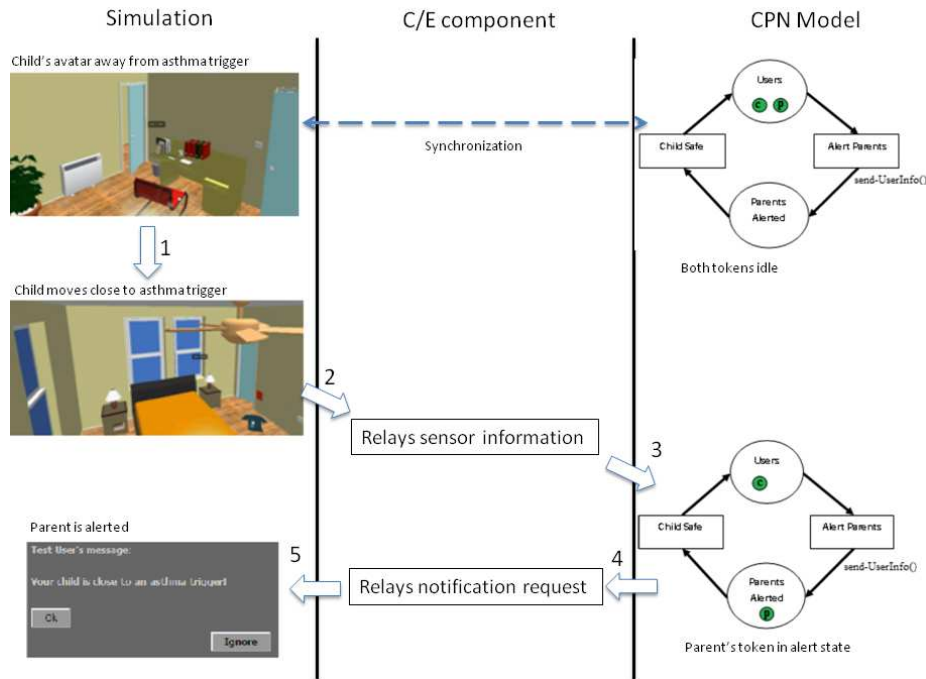 Simulation
C/E component
CPN Model
Child's avatar away from asthma trigger
Users
c p
Synchronization
Child Safe
Alert Parents
send-UserInfo()
Parents
Alerted
Both tokens idle
1
Child moves close to asthma trigger
2
Relays sensor information
3
Users
c
Child Safe
Alert Parents
send-UserInfo()
Parents
Alerted
p
Parent's token in alert state
4
Relays notification request
5
Parent is alerted
Test User's message:
Your child is close to an asthma trigger!
Ok
Ignore